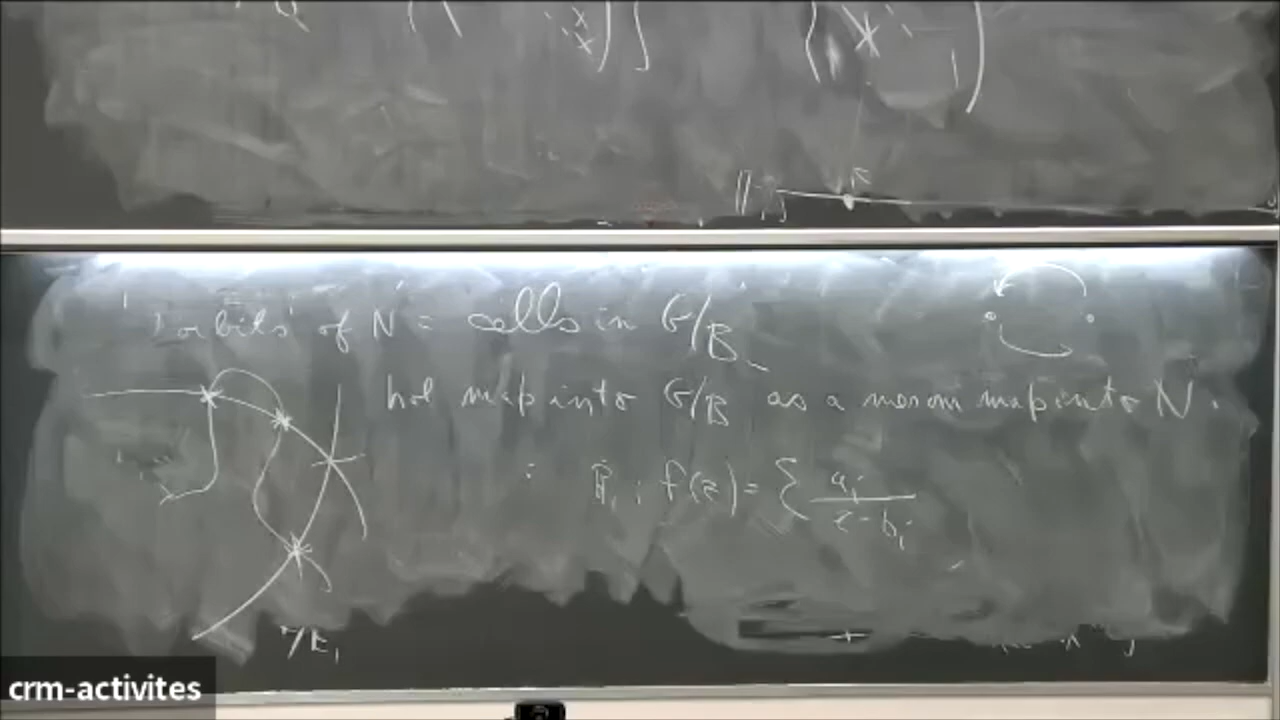 orbits of N = cells in G/B
hol map into G/B as a merom map into N.
ℙ₁ : f(z) = Σ aᵢ / z - bᵢ
crm-activites